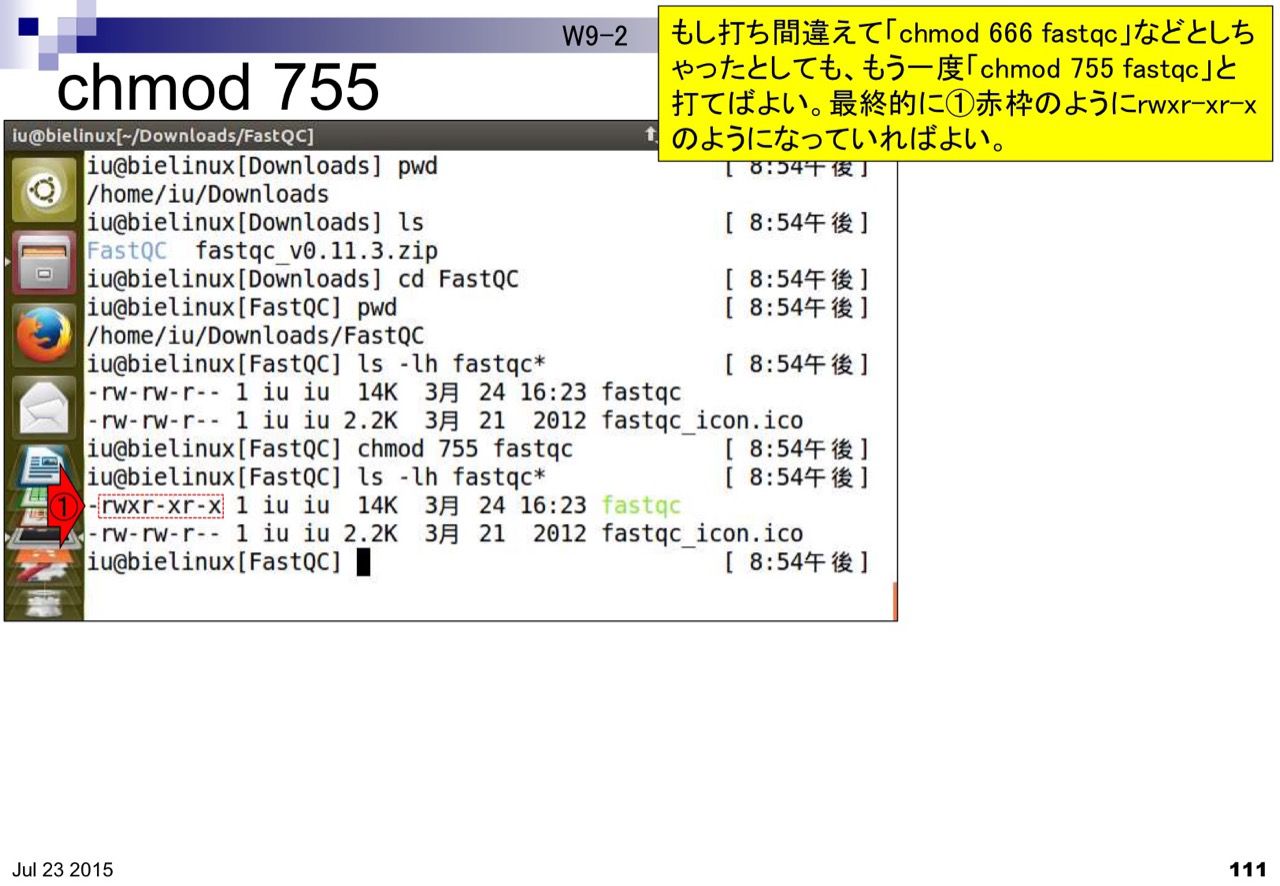 W9-2
chmod 755
もし打ち間違えて「chmod 666 fastqc」などとしち
ゃったとしても、もう一度「chmod 755 fastqc」と
打てばよい。最終的に①赤枠のようにrwxr-xr-x
のようになっていればよい。
iu@bielinux[~/Downloads/FastQC]
iu@bielinux[Downloads] pwd [ 8:54午後]
/home/iu/Downloads
iu@bielinux[Downloads] ls [ 8:54午後]
FastQC fastqc_v0.11.3.zip
iu@bielinux[Downloads] cd FastQC [ 8:54午後]
iu@bielinux[FastQC] pwd [ 8:54午後]
/home/iu/Downloads/FastQC
iu@bielinux[FastQC] ls -lh fastqc* [ 8:54午後]
-rw-rw-r-- 1 iu iu 14K 3月 24 16:23 fastqc
-rw-rw-r-- 1 iu iu 2.2K 3月 21 2012 fastqc_icon.ico
iu@bielinux[FastQC] chmod 755 fastqc [ 8:54午後]
iu@bielinux[FastQC] ls -lh fastqc* [ 8:54午後]
① -rwxr-xr-x 1 iu iu 14K 3月 24 16:23 fastqc
-rw-rw-r-- 1 iu iu 2.2K 3月 21 2012 fastqc_icon.ico
iu@bielinux[FastQC] [ 8:54午後]
Jul 23 2015
111